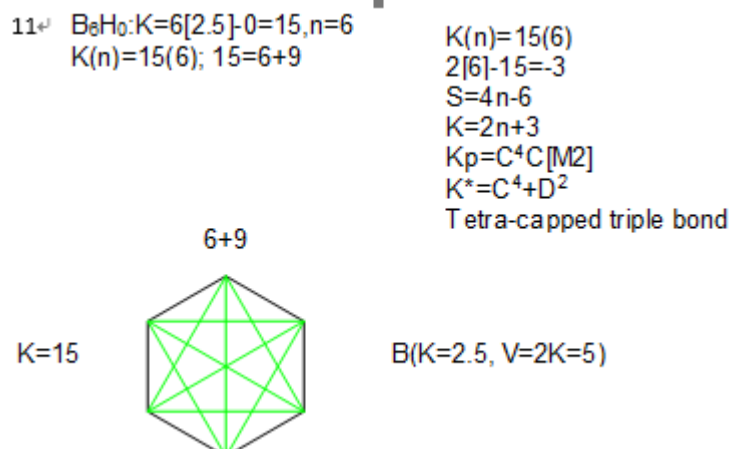 11↵ B₆H₀:K=6[2.5]-0=15,n=6
K(n)=15(6); 15=6+9
K(n)=15(6)
2[6]-15=-3
S=4n-6
K=2n+3
Kp=C⁴C[M2]
K*=C⁴+D²
Tetra-capped triple bond
6+9
K=15
B(K=2.5, V=2K=5)